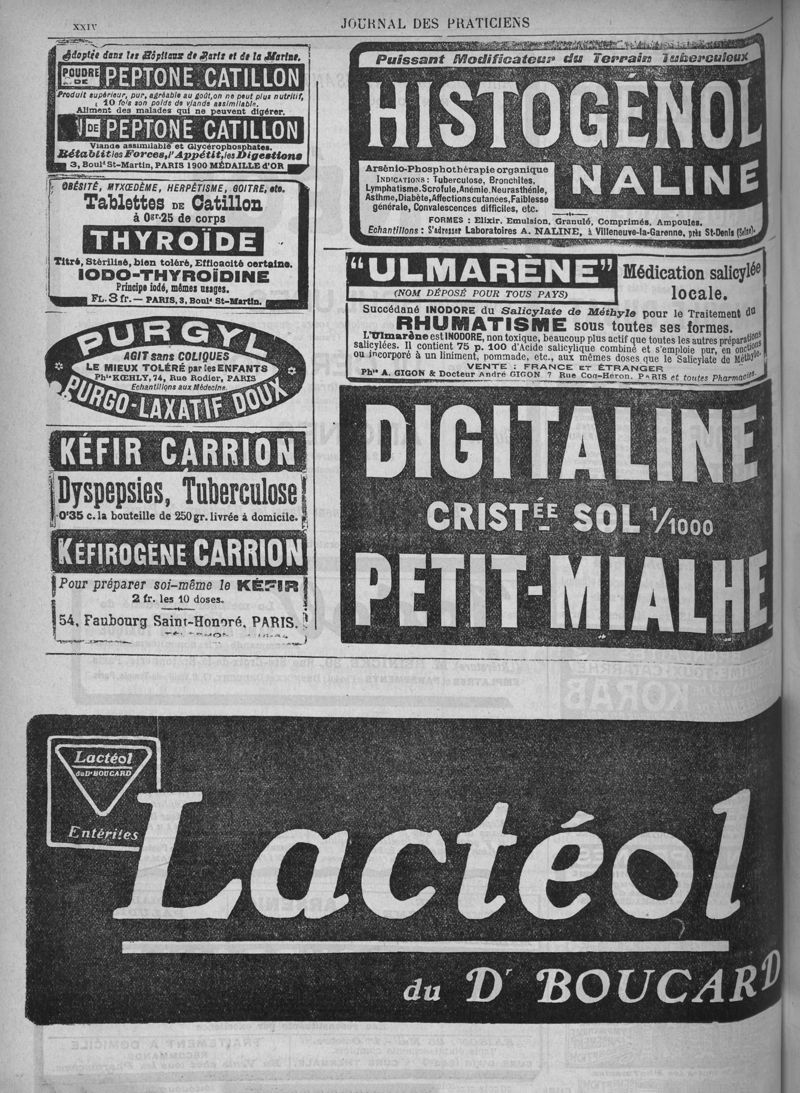 XXIV
JOURNAL DES PRATICIENS
Adoptée dans les Hôpitaux de Paris et de la Marine.
POUDRE DE PEPTONE CATILLON
Produit supérieur, pur, agréable au goût, on ne peut plus nutritif,
10 fois son poids de viande assimilable.
Aliment des malades qui ne peuvent digérer.
DE PEPTONE CATILLON
Viande assimilable et Glycérophosphates.
Rétablit les Forces, l'Appétit, les Digestions
3, Boulᵈ St-Martin, PARIS 1900 MÉDAILLE D'OR
OBÉSITÉ, MYXŒDÈME, HERPÉTISME, GOITRE, etc.
Tablettes DE Catillon
à 0gr.25 de corps
THYROÏDE
Titré, Stérilisé, bien toléré, Efficacité certaine.
IODO-THYROÏDINE
Principe iodé, mêmes usages.
FL. 3 fr. — PARIS, 3, Boulᵈ St-Martin.
PURGYL
AGIT sans COLIQUES
LE MIEUX TOLÉRÉ par les ENFANTS
Phⁱᵉ KŒHLY, 74, Rue Rodier, PARIS
Echantillons aux Médecins.
PURGO-LAXATIF DOUX
KÉFIR CARRION
Dyspepsies, Tuberculose
0'35 c. la bouteille de 250 gr. livrée à domicile.
KÉFIROGÈNE CARRION
Pour préparer soi-même le KÉFIR
2 fr. les 10 doses.
54, Faubourg Saint-Honoré, PARIS.
Puissant Modificateur du Terrain Tuberculeux
HISTOGÉNOL
NALINE
Arsénio-Phosphothérapie organique
INDICATIONS : Tuberculose, Bronchites,
Lymphatisme, Scrofule, Anémie, Neurasthénie,
Asthme, Diabète, Affections cutanées, Faiblesse
générale, Convalescences difficiles, etc.
FORMES : Elixir, Emulsion, Granulé, Comprimés, Ampoules.
Echantillons : S'adresser Laboratoires A. NALINE, à Villeneuve-la-Garenne, près St-Denis (Seine).
"ULMARÈNE"
(NOM DÉPOSÉ POUR TOUS PAYS)
Médication salicylée
locale.
Succédané INODORE du Salicylate de Méthyle pour le Traitement du
RHUMATISME sous toutes ses formes.
L'Ulmarène est INODORE, non toxique, beaucoup plus actif que toutes les autres préparations
salicylées. Il contient 75 p. 100 d'Acide salicylique combiné et s'emploie pur, en onctions
ou incorporé à un liniment, pommade, etc., aux mêmes doses que le Salicylate de Méthyle.
VENTE : FRANCE ET ÉTRANGER
Phⁱᵉ A. GIGON & Docteur André GIGON 7 Rue Coq-Héron, PARIS et toutes Pharmacies.
DIGITALINE
CRISTÉE SOL 1/1000
PETIT-MIALHE
Lactéol
du Dʳ BOUCARD
Entérites
Lactéol
du Dʳ BOUCARD